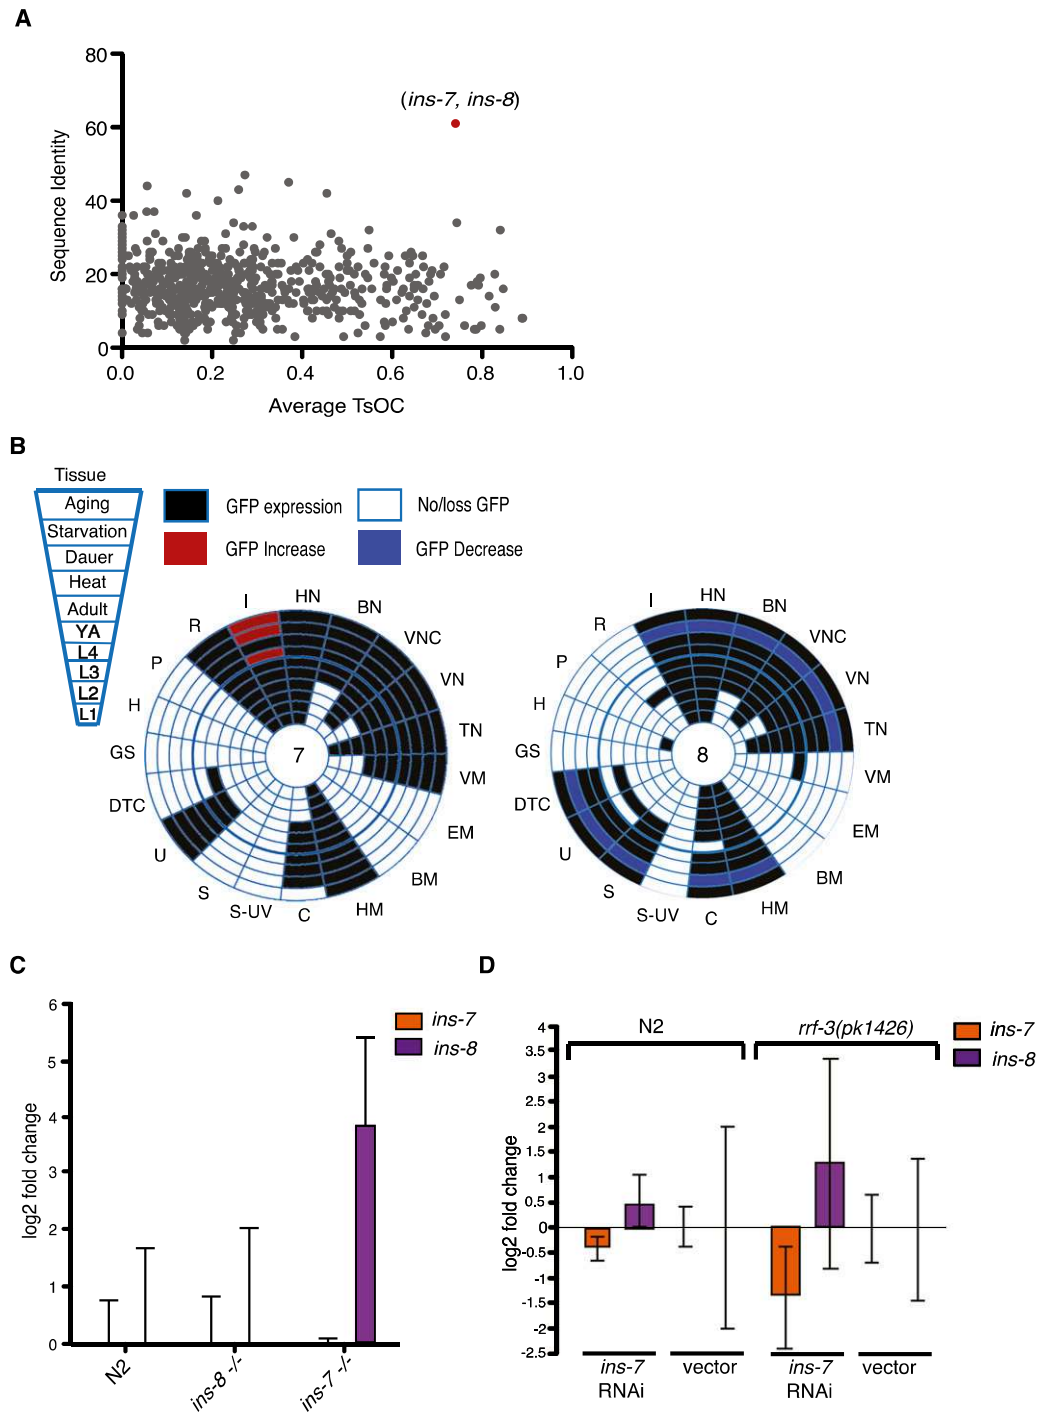 A
80
60
40
20
0
Sequence Identity
(ins-7, ins-8)
0.0 0.2 0.4 0.6 0.8 1.0
Average TsOC
B
Tissue
Aging
Starvation
Dauer
Heat
Adult
YA
L4
L3
L2
L1
GFP expression
No/loss GFP
GFP Increase
GFP Decrease
I
HN
BN
VNC
VN
TN
VM
EM
BM
HM
C
S-UV
S
U
DTC
GS
H
P
R
7
I
HN
BN
VNC
VN
TN
VM
EM
BM
HM
C
S-UV
S
U
DTC
GS
H
P
R
8
C
6
5
4
3
2
1
0
log2 fold change
ins-7
ins-8
N2
ins-8 -/-
ins-7 -/-
D
4
3.5
3
2.5
2
1.5
1
0.5
0
-0.5
-1
-1.5
-2
-2.5
log2 fold change
N2
rrf-3(pk1426)
ins-7
ins-8
ins-7
RNAi
vector
ins-7
RNAi
vector